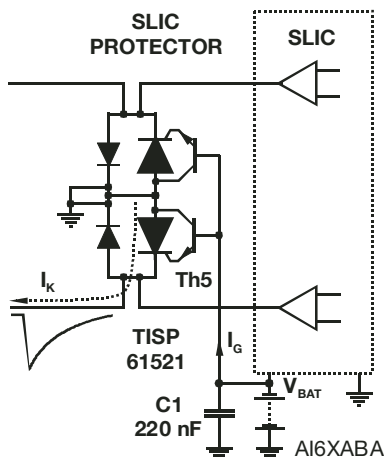 SLIC
PROTECTOR
SLIC
Th5
IK
TISP
61521
IG
VBAT
C1
220 nF
AI6XABA